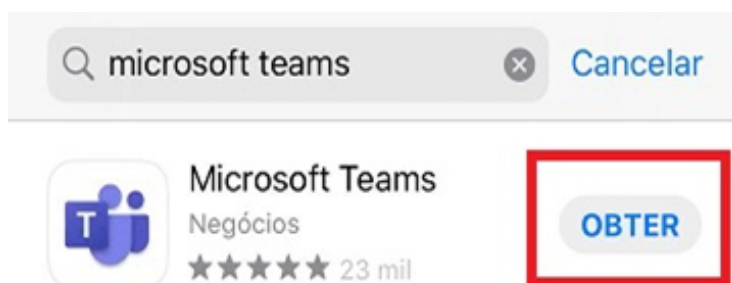 microsoft teams Cancelar
Microsoft Teams
T
Negócios
OBTER
23 mil